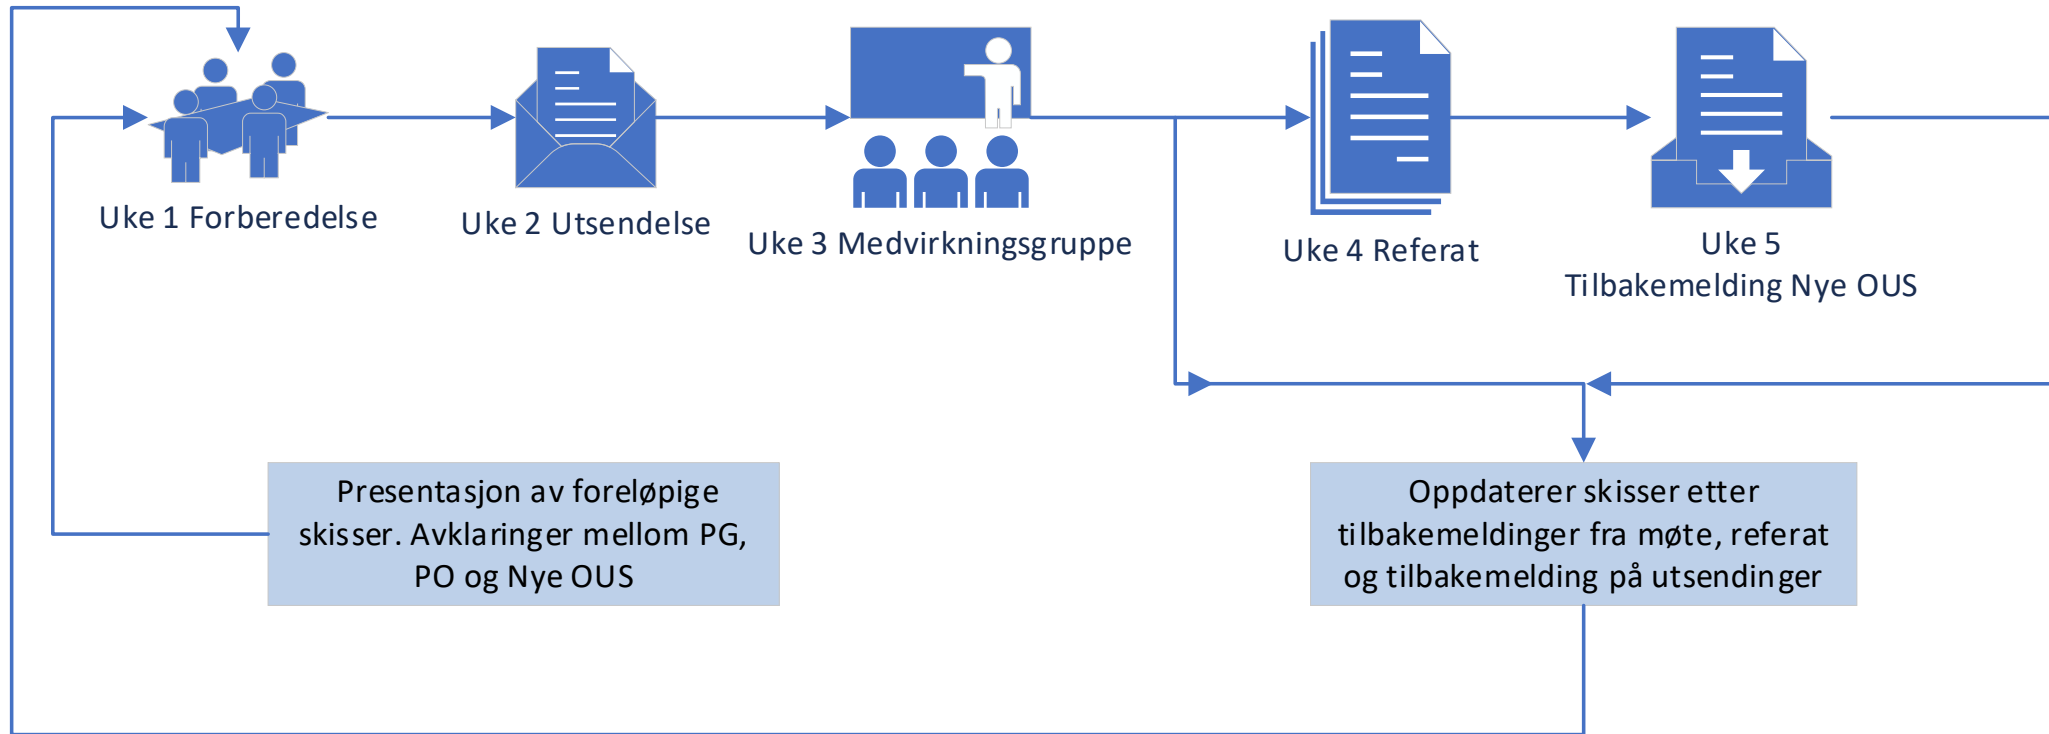 Uke 1 Forberedelse
Uke 2 Utsendelse
Uke 3 Medvirkningsgruppe
Uke 4 Referat
Uke 5
Tilbakemelding Nye OUS
Presentasjon av foreløpige
skisser. Avklaringer mellom PG,
PO og Nye OUS
Oppdaterer skisser etter
tilbakemeldinger fra møte, referat
og tilbakemelding på utsendinger